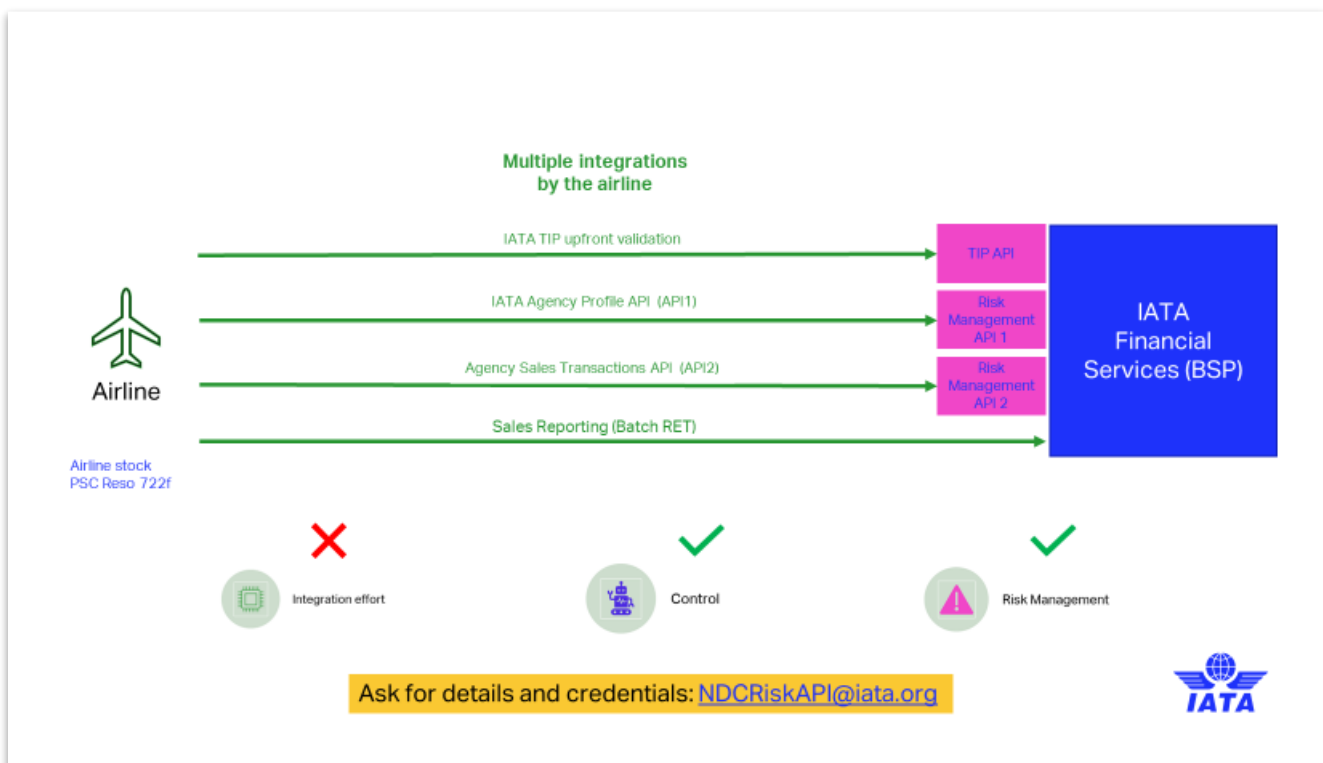 Multiple integrations
by the airline
IATA TIP upfront validation
TIP API
IATA Agency Profile API (API1)
Risk
Management
API 1
IATA
Financial
Services (BSP)
Agency Sales Transactions API (API2)
Risk
Management
API 2
Airline
Sales Reporting (Batch RET)
Airline stock
PSC Reso 722f
Integration effort
Control
Risk Management
Ask for details and credentials: NDCRiskAPI@iata.org
IATA